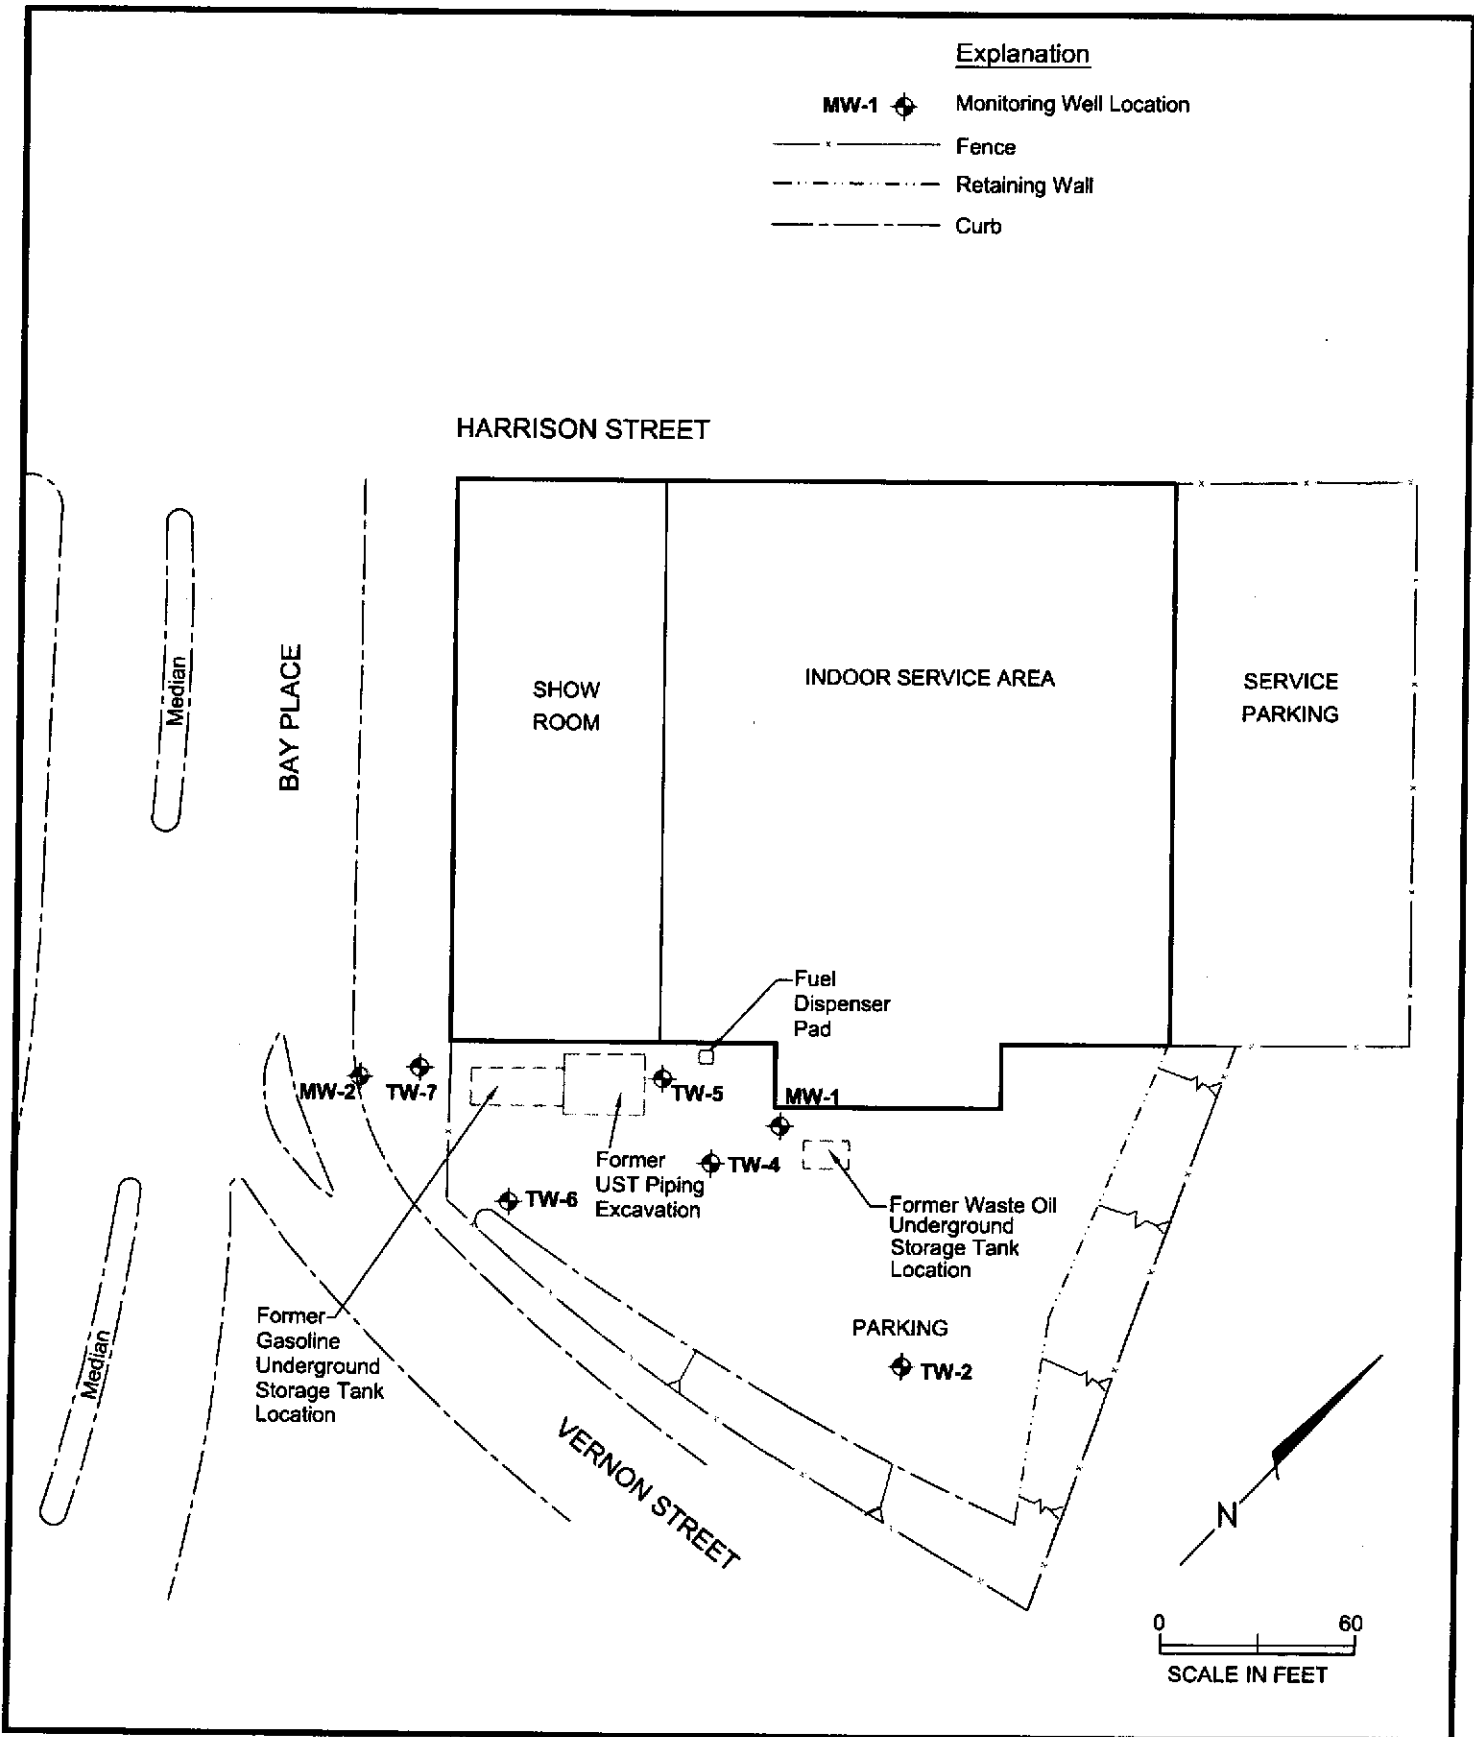 Explanation
MW-1 Monitoring Well Location
Fence
Retaining Wall
Curb
HARRISON STREET
Median
BAY PLACE
SHOW
ROOM
INDOOR SERVICE AREA
SERVICE
PARKING
Fuel
Dispenser
Pad
MW-2
TW-7
TW-5
MW-1
TW-4
TW-6
Former
UST Piping
Excavation
Former Waste Oil
Underground
Storage Tank
Location
Former
Gasoline
Underground
Storage Tank
Location
Median
PARKING
TW-2
VERNON STREET
N
0 60
SCALE IN FEET